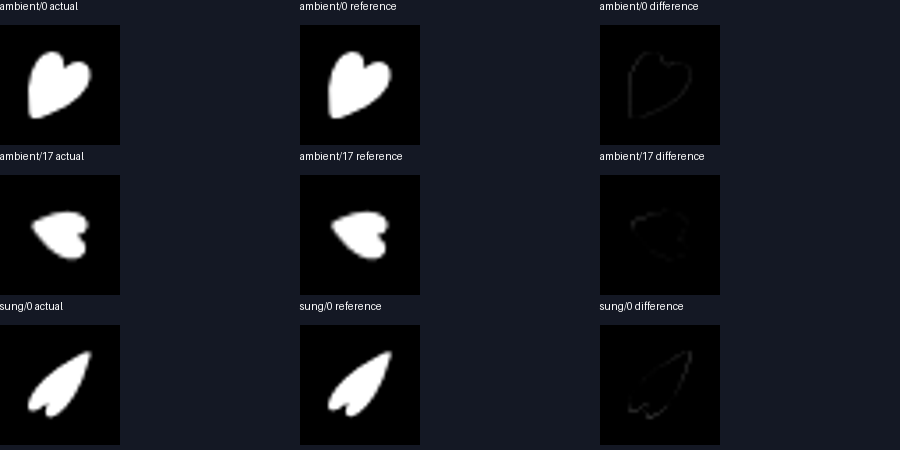 ambient/0 actual ambient/0 reference ambient/0 difference
ambient/17 actual ambient/17 reference ambient/17 difference
sung/0 actual sung/0 reference sung/0 difference